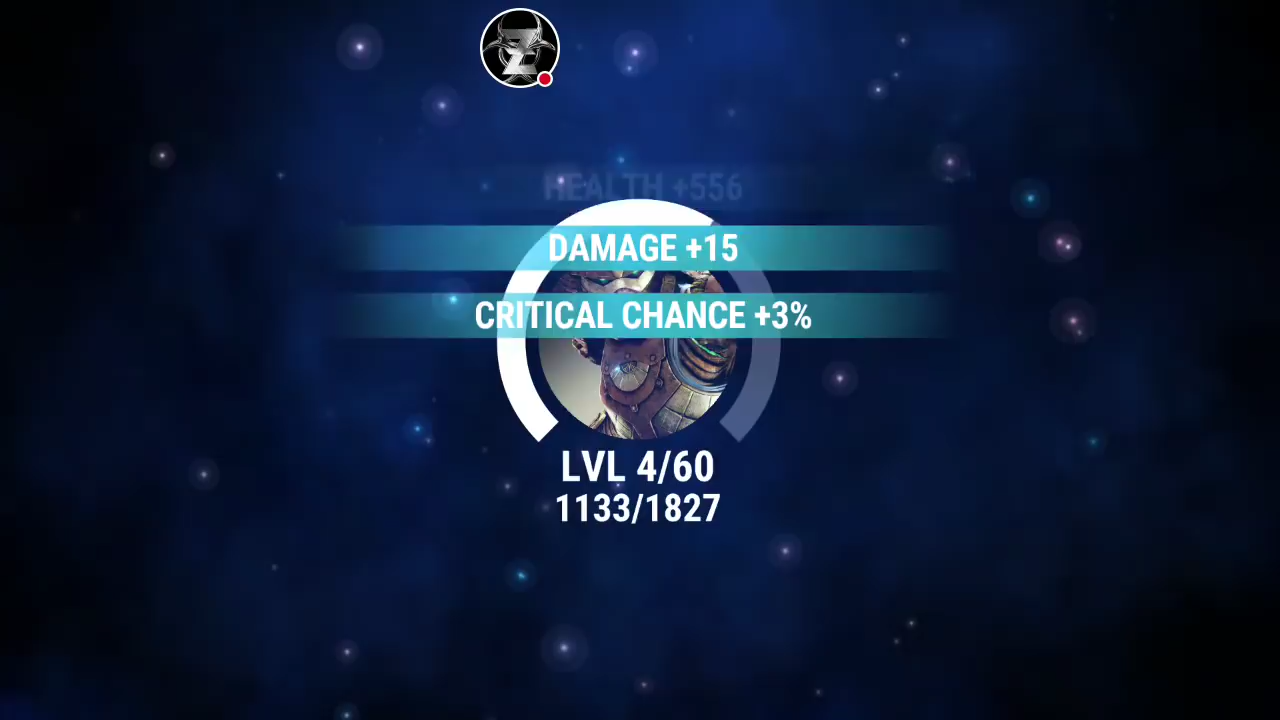 HEALTH +556
DAMAGE +15
CRITICAL CHANCE +3%
LVL 4/60
1133/1827